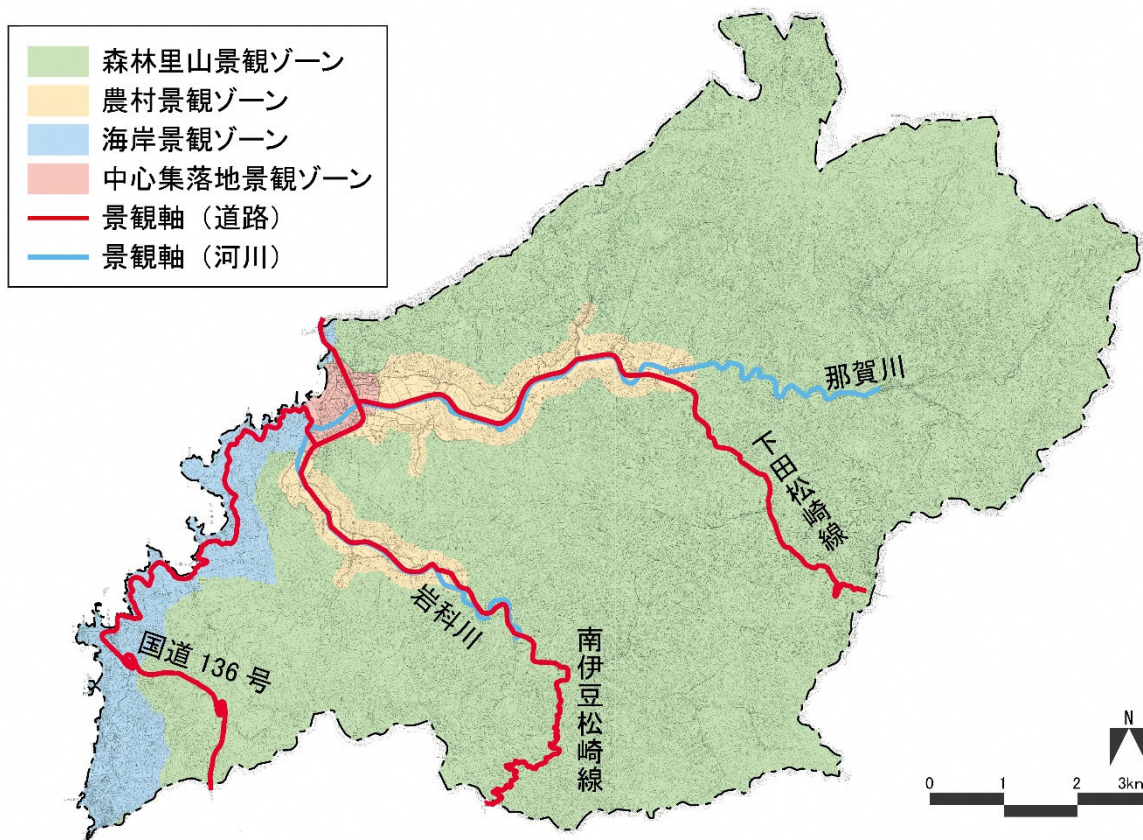 森林里山景観ゾーン
農村景観ゾーン
海岸景観ゾーン
中心集落地景観ゾーン
景観軸（道路）
景観軸（河川）
那賀川
下田松崎線
岩科川
国道 136 号
南伊豆松崎線
N
0 1 2 3km